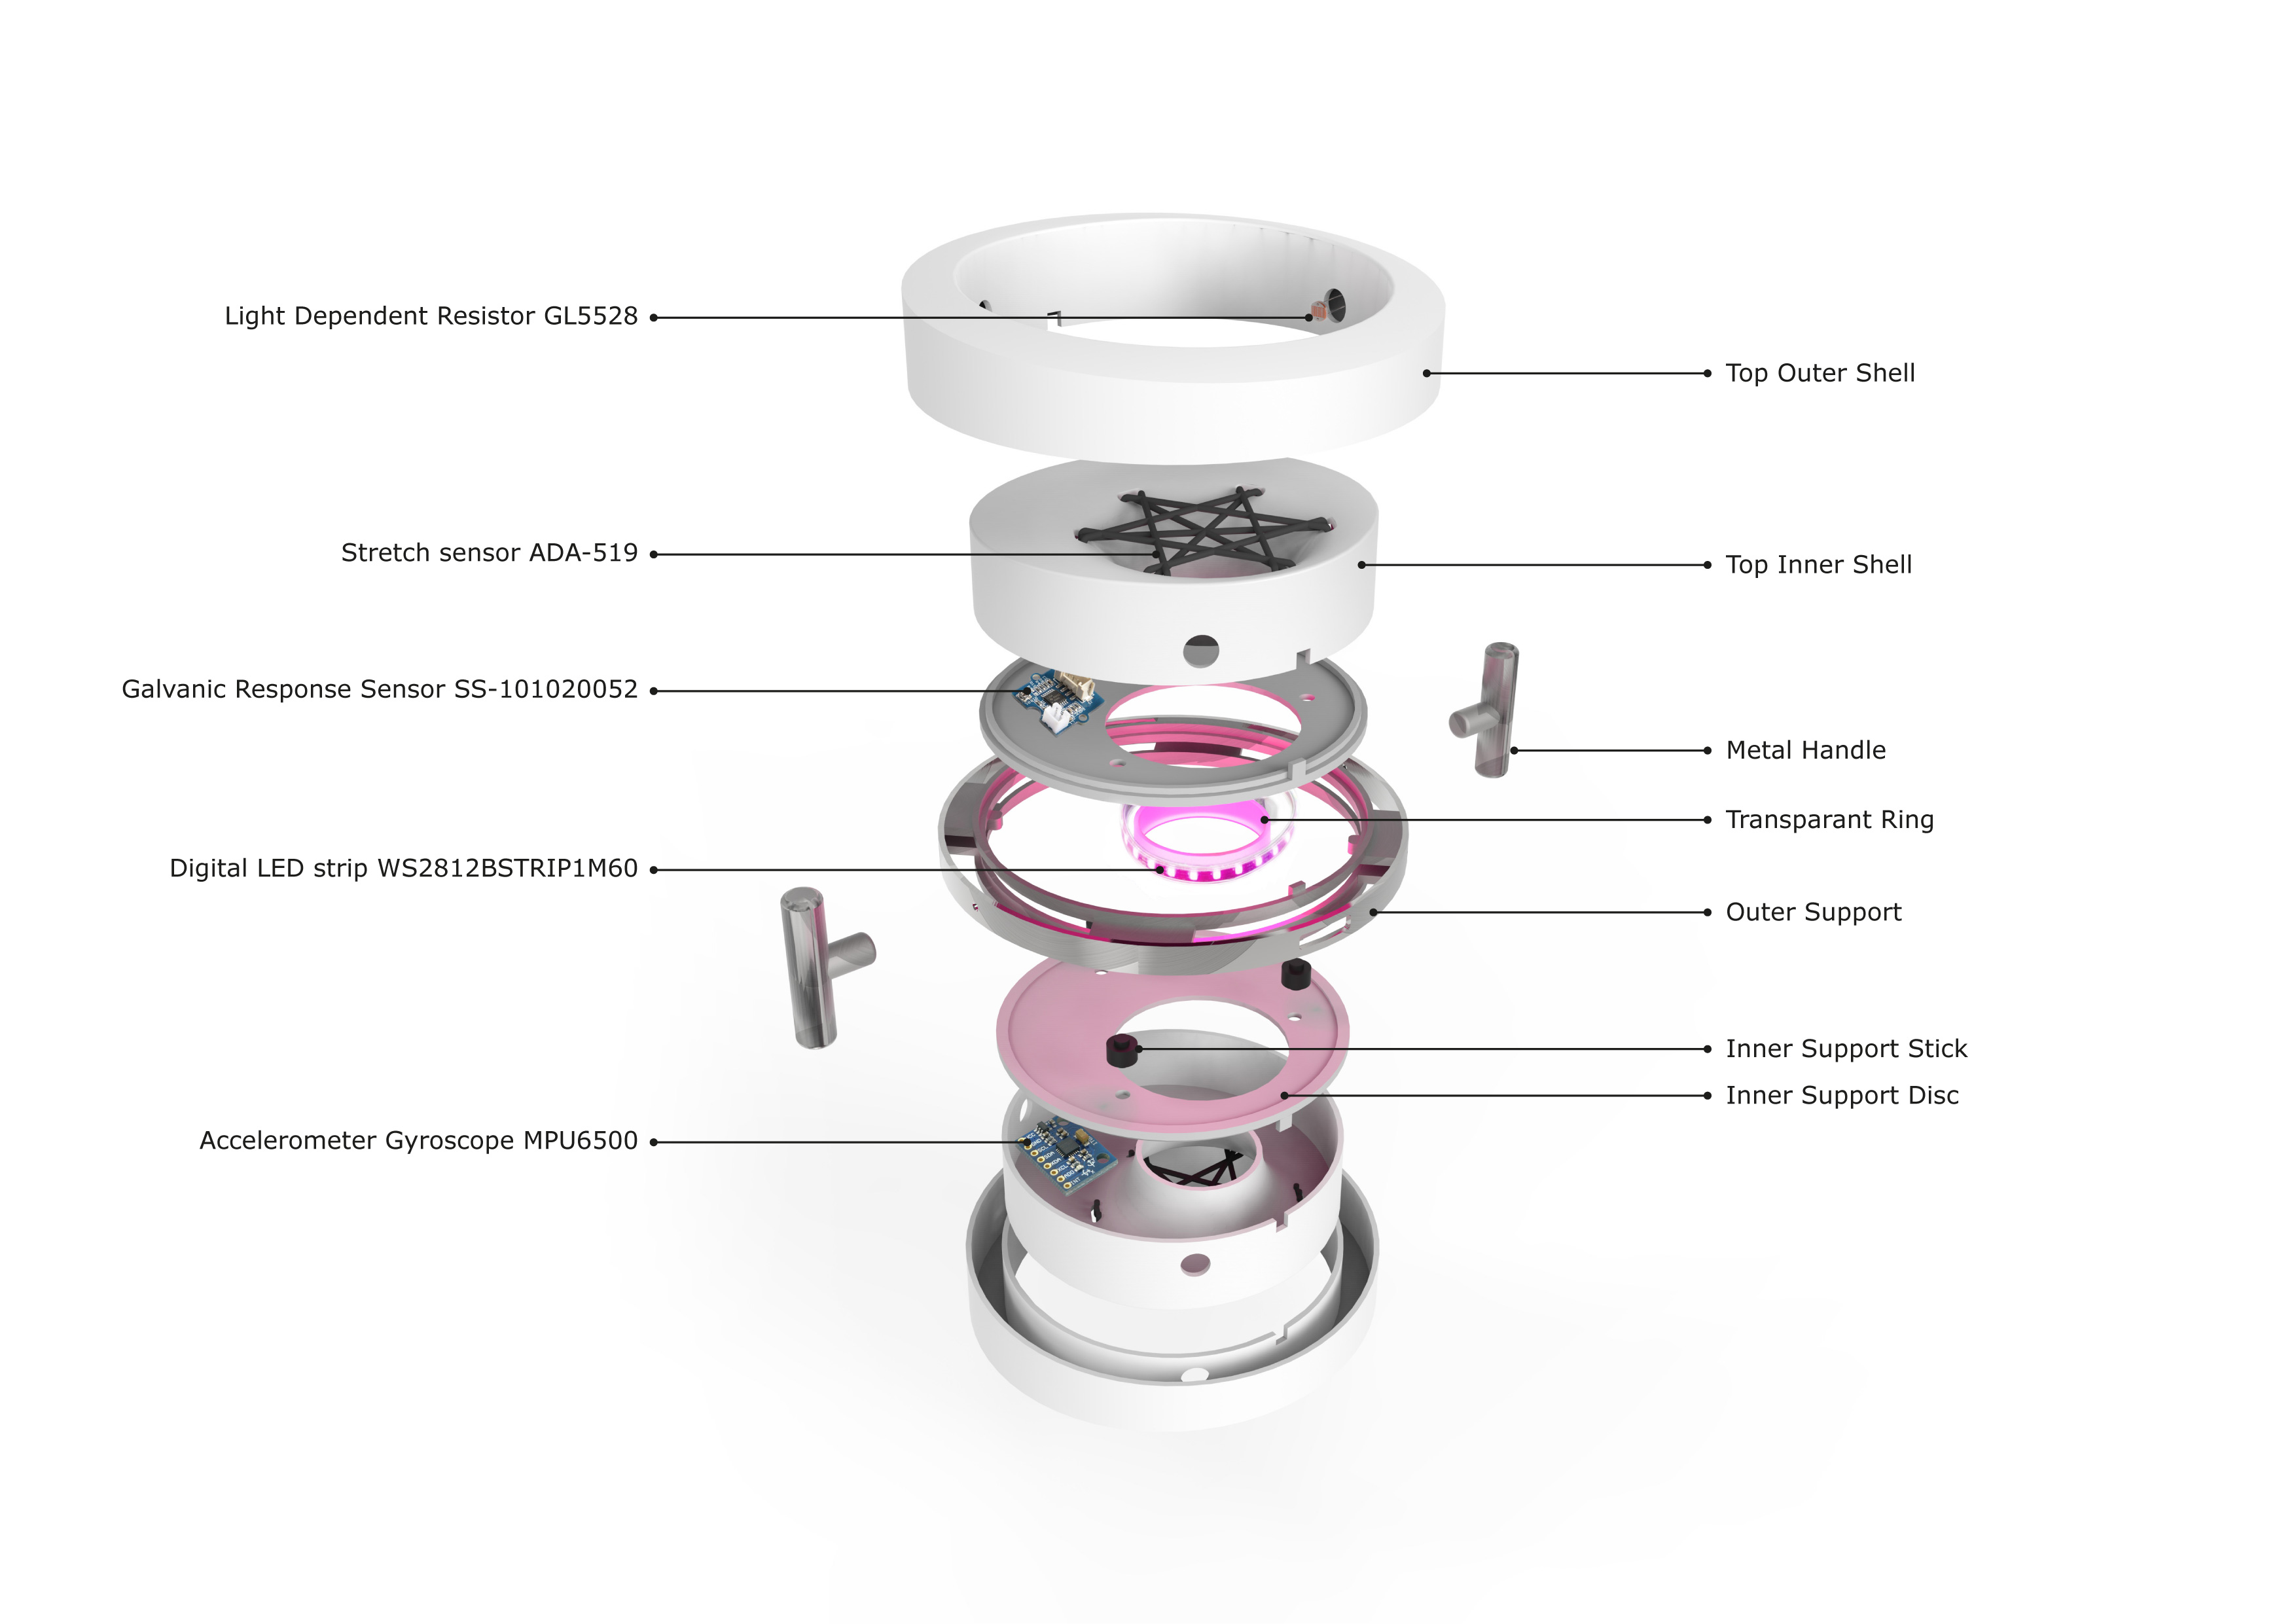 Light Dependent Resistor GL5528
Top Outer Shell
Stretch sensor ADA-519
Top Inner Shell
Galvanic Response Sensor SS-101020052
Metal Handle
Transparant Ring
Digital LED strip WS2812BSTRIP1M60
Outer Support
Inner Support Stick
Inner Support Disc
Accelerometer Gyroscope MPU6500